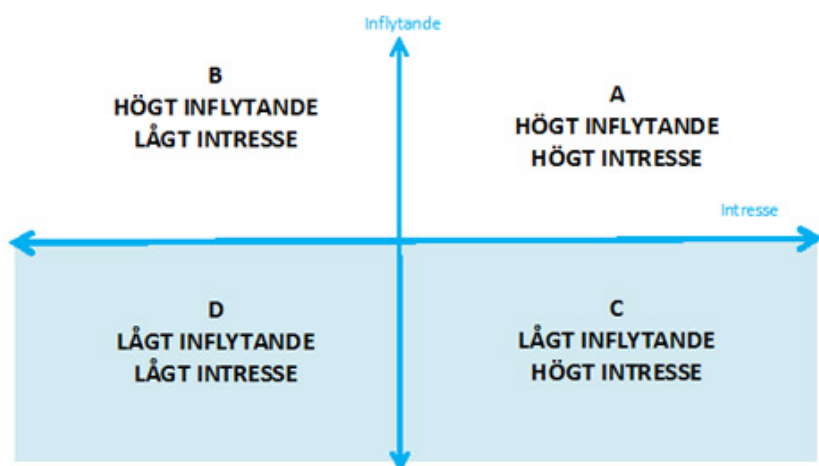 Inflytande
B
HÖGT INFLYTANDE
LÅGT INTRESSE
A
HÖGT INFLYTANDE
HÖGT INTRESSE
Intresse
D
LÅGT INFLYTANDE
LÅGT INTRESSE
C
LÅGT INFLYTANDE
HÖGT INTRESSE